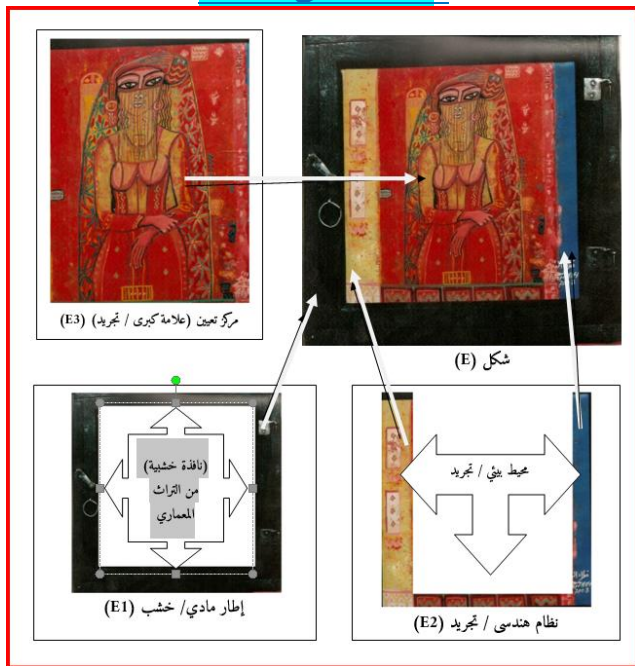 مركز تعيين (علامة كبرى / تجريد) (E3)
شكل (E)
(نافذة خشبية)
من التراث
المعماري
محيط بيئي / تجريد
إطار مادي/ خشب (E1)
نظام هندسي / تجريد (E2)